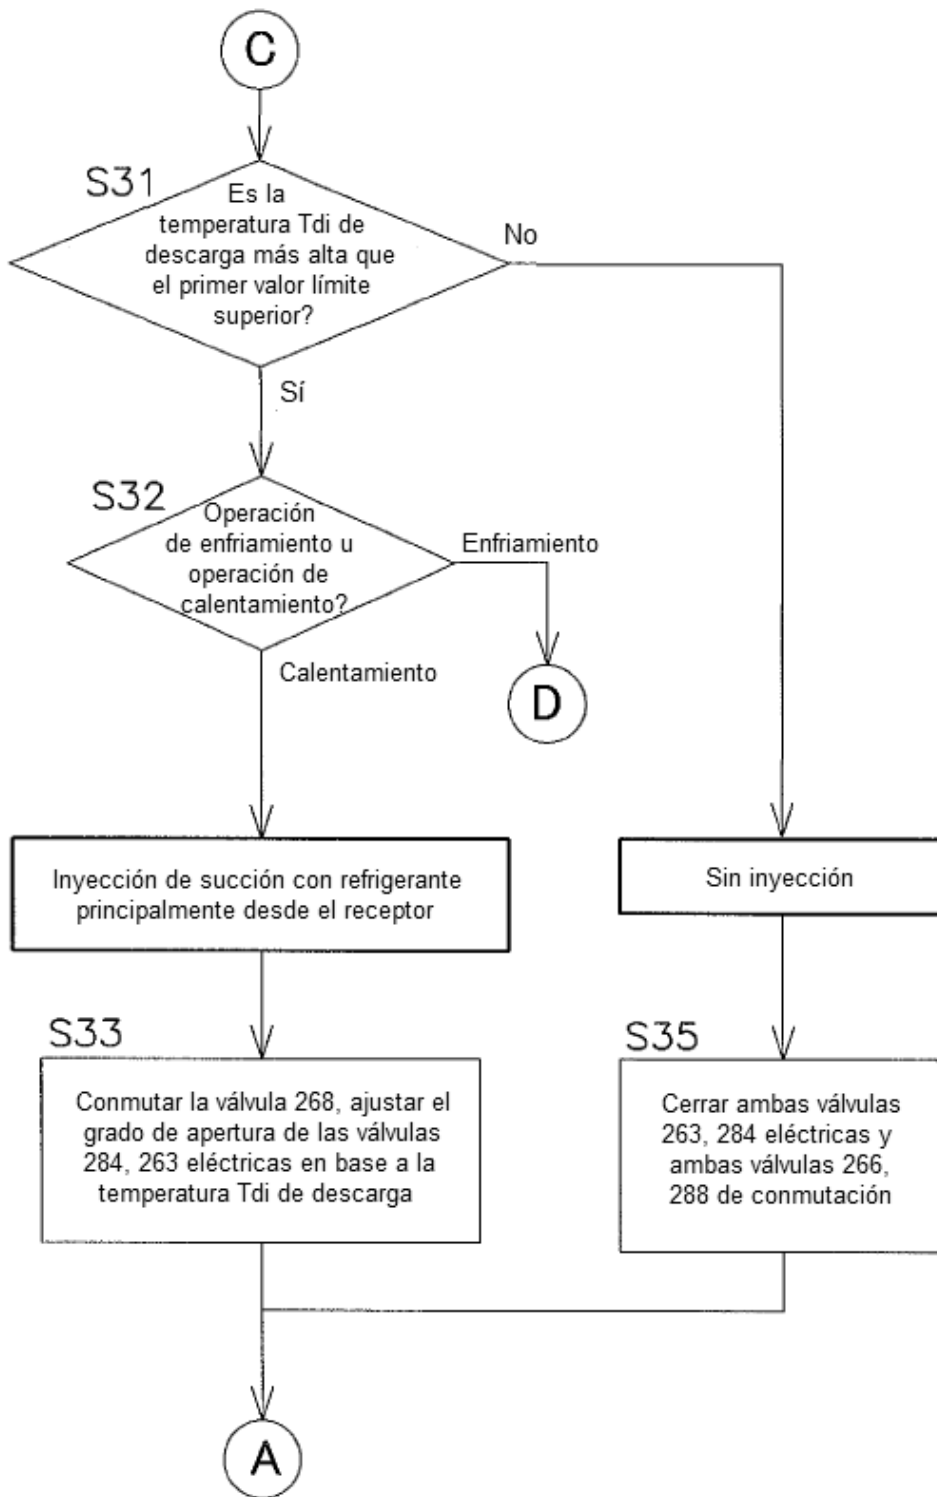 C
S31
Es la
temperatura Tdi de
descarga más alta que
el primer valor límite
superior?
No
Sí
S32
Operación
de enfriamiento u
operación de
calentamiento?
Enfriamiento
Calentamiento
D
Inyección de succión con refrigerante
principalmente desde el receptor
Sin inyección
S33
Conmutar la válvula 268, ajustar el
grado de apertura de las válvulas
284, 263 eléctricas en base a la
temperatura Tdi de descarga
S35
Cerrar ambas válvulas
263, 284 eléctricas y
ambas válvulas 266,
288 de conmutación
A